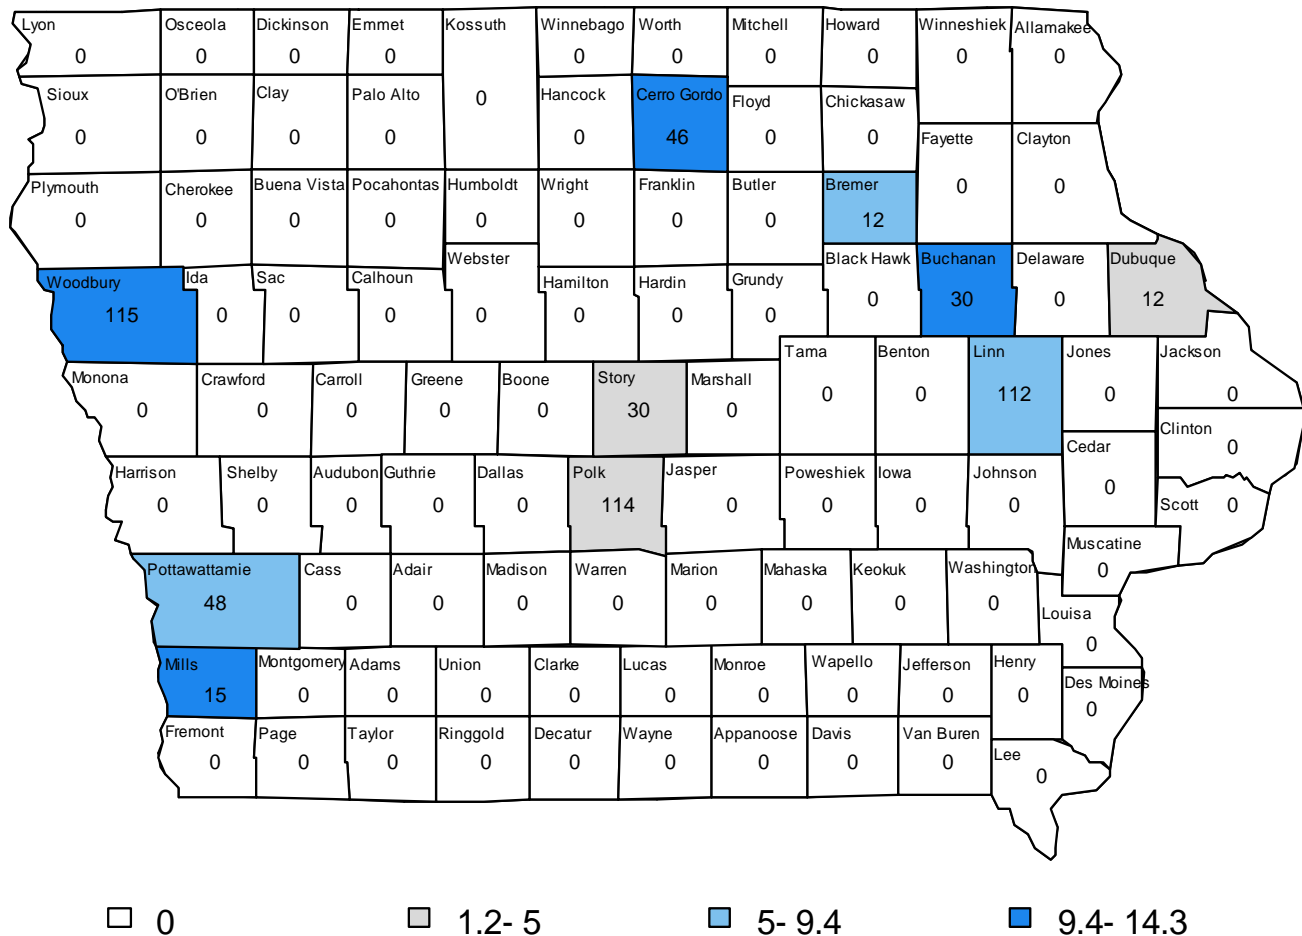 Lyon Osceola Dickinson Emmet Kossuth Winnebago Worth Mitchell Howard Winneshiek Allamakee
0 0 0 0 0 0 0 0 0 0
Sioux O'Brien Clay Palo Alto 0 Hancock Cerro Gordo Floyd Chickasaw
0 0 0 0 0 46 0 0
Fayette Clayton
0 0
Plymouth Cherokee Buena Vista Pocahontas Humboldt Wright Franklin Butler Bremer
0 0 0 0 0 0 0 0 12
Woodbury Ida Sac Calhoun Webster Hamilton Hardin Grundy Black Hawk Buchanan Delaware Dubuque
115 0 0 0 0 0 0 0 0 30 0 12
Tama Benton Linn Jones Jackson
0 0 112 0 0
Monona Crawford Carroll Greene Boone Story Marshall
0 0 0 0 0 30 0
Cedar Clinton
0 0
Harrison Shelby Audubon Guthrie Dallas Polk Jasper Poweshiek Iowa Johnson Scott
0 0 0 0 0 114 0 0 0 0 0
Muscatine
0
Pottawattamie Cass Adair Madison Warren Marion Mahaska Keokuk Washington
48 0 0 0 0 0 0 0 0
Louisa
0
Mills Montgomery Adams Union Clarke Lucas Monroe Wapello Jefferson Henry Des Moines
15 0 0 0 0 0 0 0 0 0 0
Fremont Page Taylor Ringgold Decatur Wayne Appanoose Davis Van Buren Lee
0 0 0 0 0 0 0 0 0 0
0 1.2- 5 5- 9.4 9.4- 14.3